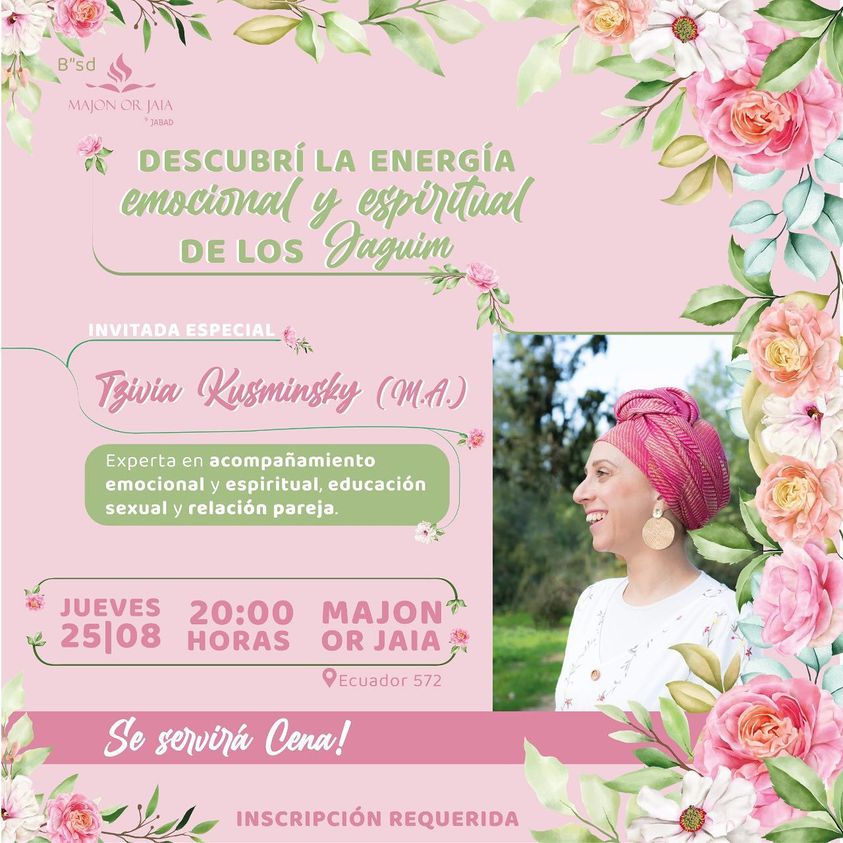 B"sd
MAJON OR JAIA
JABAD
DESCUBRÍ LA ENERGÍA
emocional y espiritual
DE LOS Jaguim
INVITADA ESPECIAL
Tzivia Kusminsky (M.A.)
Experta en acompañamiento
emocional y espiritual, educación
sexual y relación pareja.
JUEVES
25|08
20:00
HORAS
MAJON
OR JAIA
Ecuador 572
Se servirá Cena!
INSCRIPCIÓN REQUERIDA